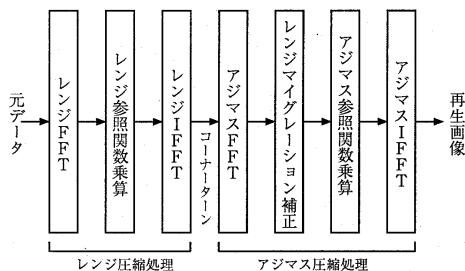 元データ
レンジFFT
レンジ参照関数乗算
レンジIFFT
コーナーターン
アジマスFFT
レンジマイグレーション補正
アジマス参照関数乗算
アジマスIFFT
再生画像
レンジ圧縮処理
アジマス圧縮処理